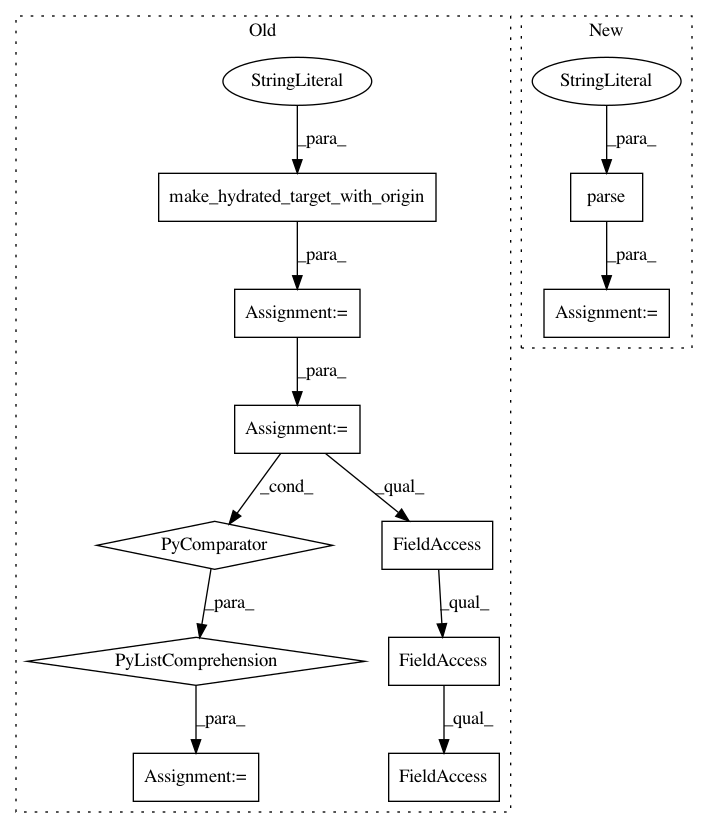 Old
New
StringLiteral
StringLiteral
_para_
_para_
make_hydrated_target_with_origin
parse
_para_
_para_
Assignment:=
Assignment:=
_para_
Assignment:=
_cond_
_qual_
PyComparator
FieldAccess
_para_
_qual_
PyListComprehension
FieldAccess
_para_
_qual_
Assignment:=
FieldAccess